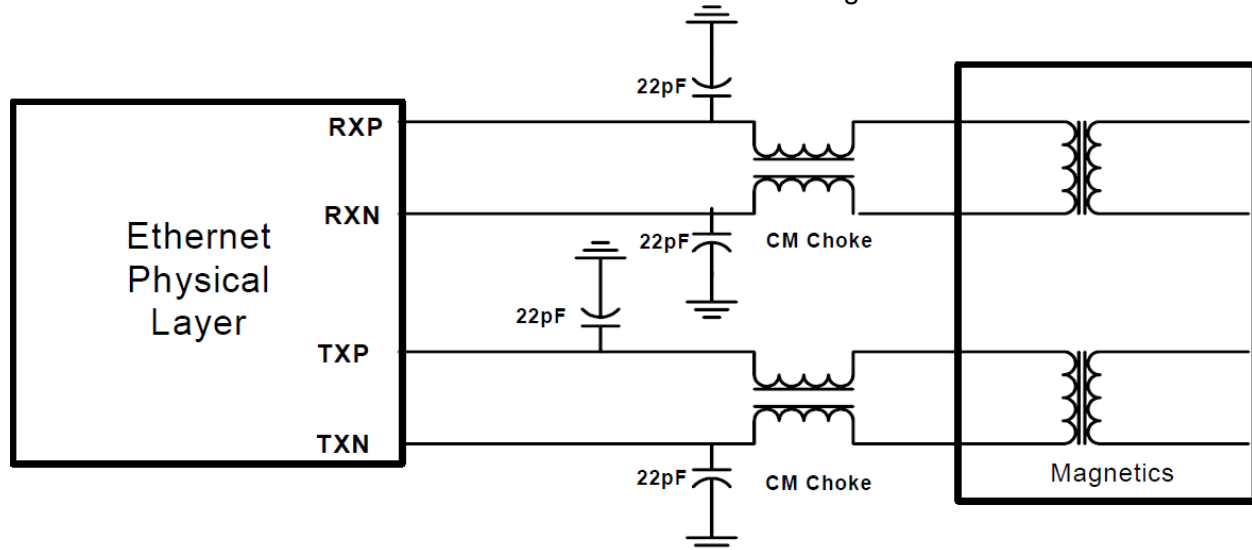 22pF
RXP
RXN
22pF
CM Choke
Ethernet
Physical
Layer
22pF
TXP
TXN
22pF
CM Choke
Magnetics